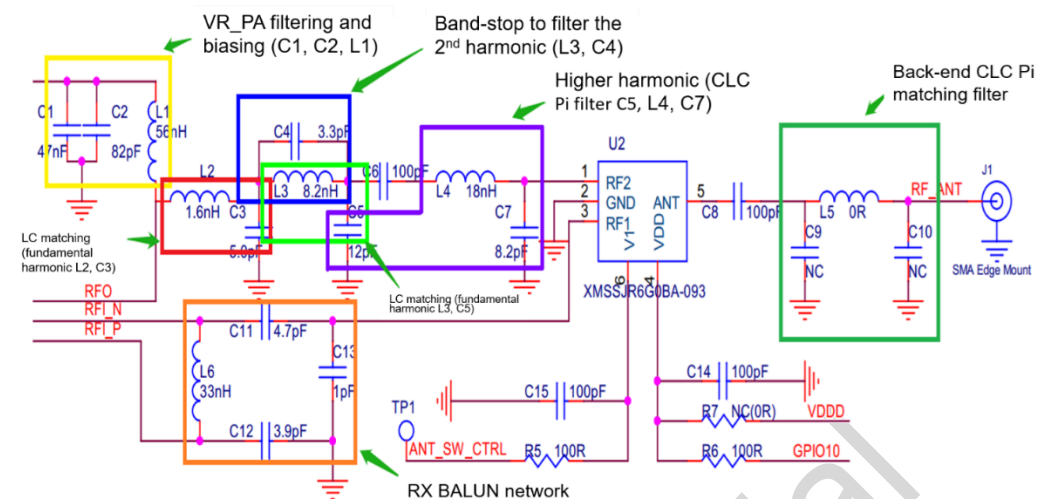 VR_PA filtering and
biasing (C1, C2, L1)
Band-stop to filter the
2nd harmonic (L3, C4)
Higher harmonic (CLC
Pi filter C5, L4, C7)
Back-end CLC Pi
matching filter
C1
47nF
C2
82pF
L1
56nH
L2
1.6nH
C3
5.0pF
C4
3.3pF
L3
8.2nH
C5
12pF
C6
100pF
L4
18nH
C7
8.2pF
U2
1
2
3
RF2
GND
RF1
ANT
VDD
V1
5
6
4
XMSSJR6G0BA-093
C8
100pF
C9
NC
L5
0R
C10
NC
RF_ANT
J1
SMA Edge Mount
LC matching
(fundamental
harmonic L2, C3)
LC matching (fundamental
harmonic L3, C5)
RFO
RFI_N
RFI_P
C11
4.7pF
L6
33nH
C13
1pF
C12
3.9pF
RX BALUN network
TP1
ANT_SW_CTRL
R5
100R
C15
100pF
C14
100pF
R7
NC(0R)
VDDD
R6
100R
GPIO10